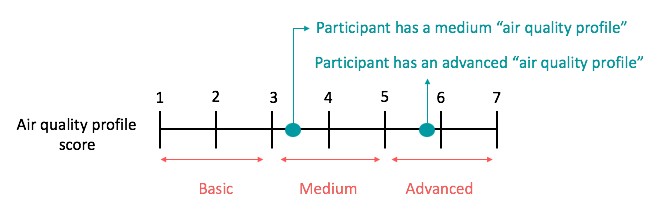 Participant has a medium “air quality profile”
Participant has an advanced “air quality profile”
1 2 3 4 5 6 7
Air quality profile
score
Basic Medium Advanced